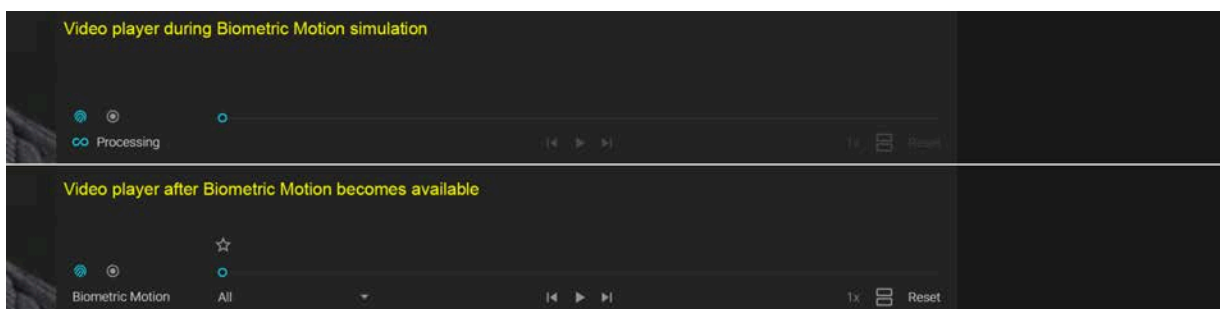 Video player during Biometric Motion simulation
Processing
1x Reset
Video player after Biometric Motion becomes available
Biometric Motion All 1x Reset